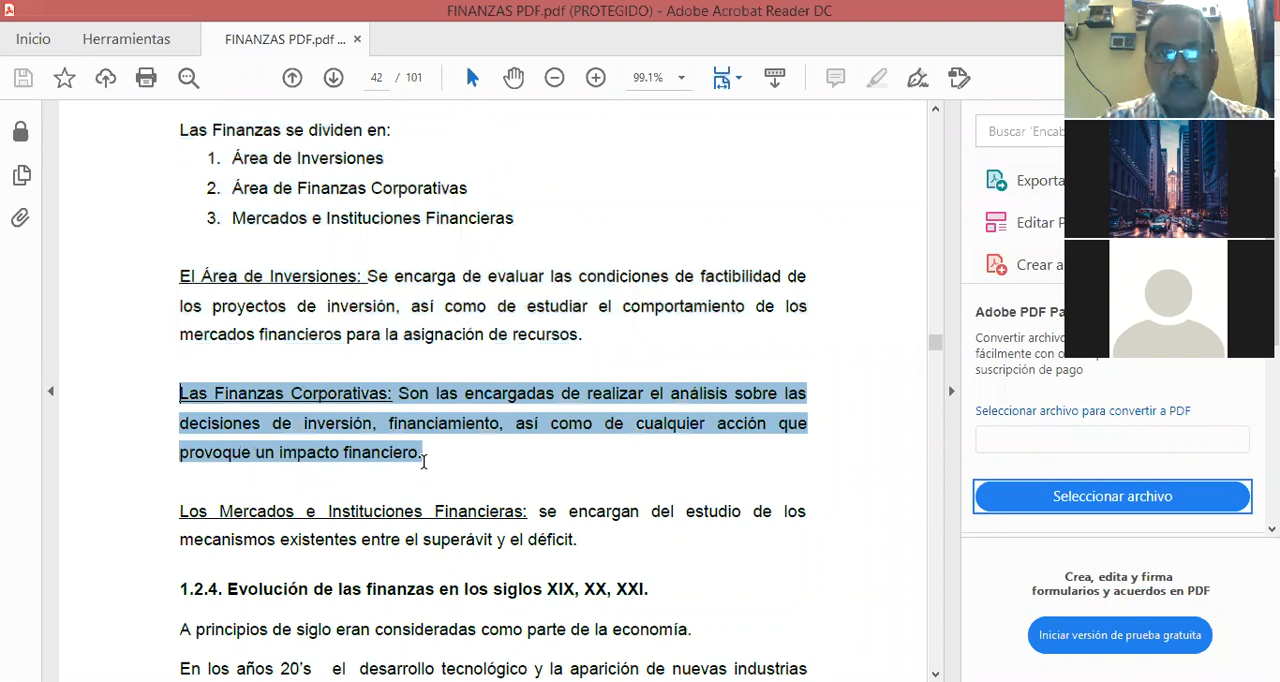 FINANZAS PDF.pdf (PROTEGIDO) - Adobe Acrobat Reader DC
Inicio
Herramientas
FINANZAS PDF.pdf ... ×
42 / 101
99.1%
Las Finanzas se dividen en:
1. Área de Inversiones
2. Área de Finanzas Corporativas
3. Mercados e Instituciones Financieras
El Área de Inversiones: Se encarga de evaluar las condiciones de factibilidad de
los proyectos de inversión, así como de estudiar el comportamiento de los
mercados financieros para la asignación de recursos.
Las Finanzas Corporativas: Son las encargadas de realizar el análisis sobre las
decisiones de inversión, financiamiento, así como de cualquier acción que
provoque un impacto financiero.
Los Mercados e Instituciones Financieras: se encargan del estudio de los
mecanismos existentes entre el superávit y el déficit.
1.2.4. Evolución de las finanzas en los siglos XIX, XX, XXI.
A principios de siglo eran consideradas como parte de la economía.
En los años 20’s el desarrollo tecnológico y la aparición de nuevas industrias
Buscar 'Encab
Exporta
Editar P
Crear a
Adobe PDF Pa
Convertir archivo
fácilmente con o
suscripción de pago
Seleccionar archivo para convertir a PDF
Seleccionar archivo
Crea, edita y firma
formularios y acuerdos en PDF
Iniciar versión de prueba gratuita